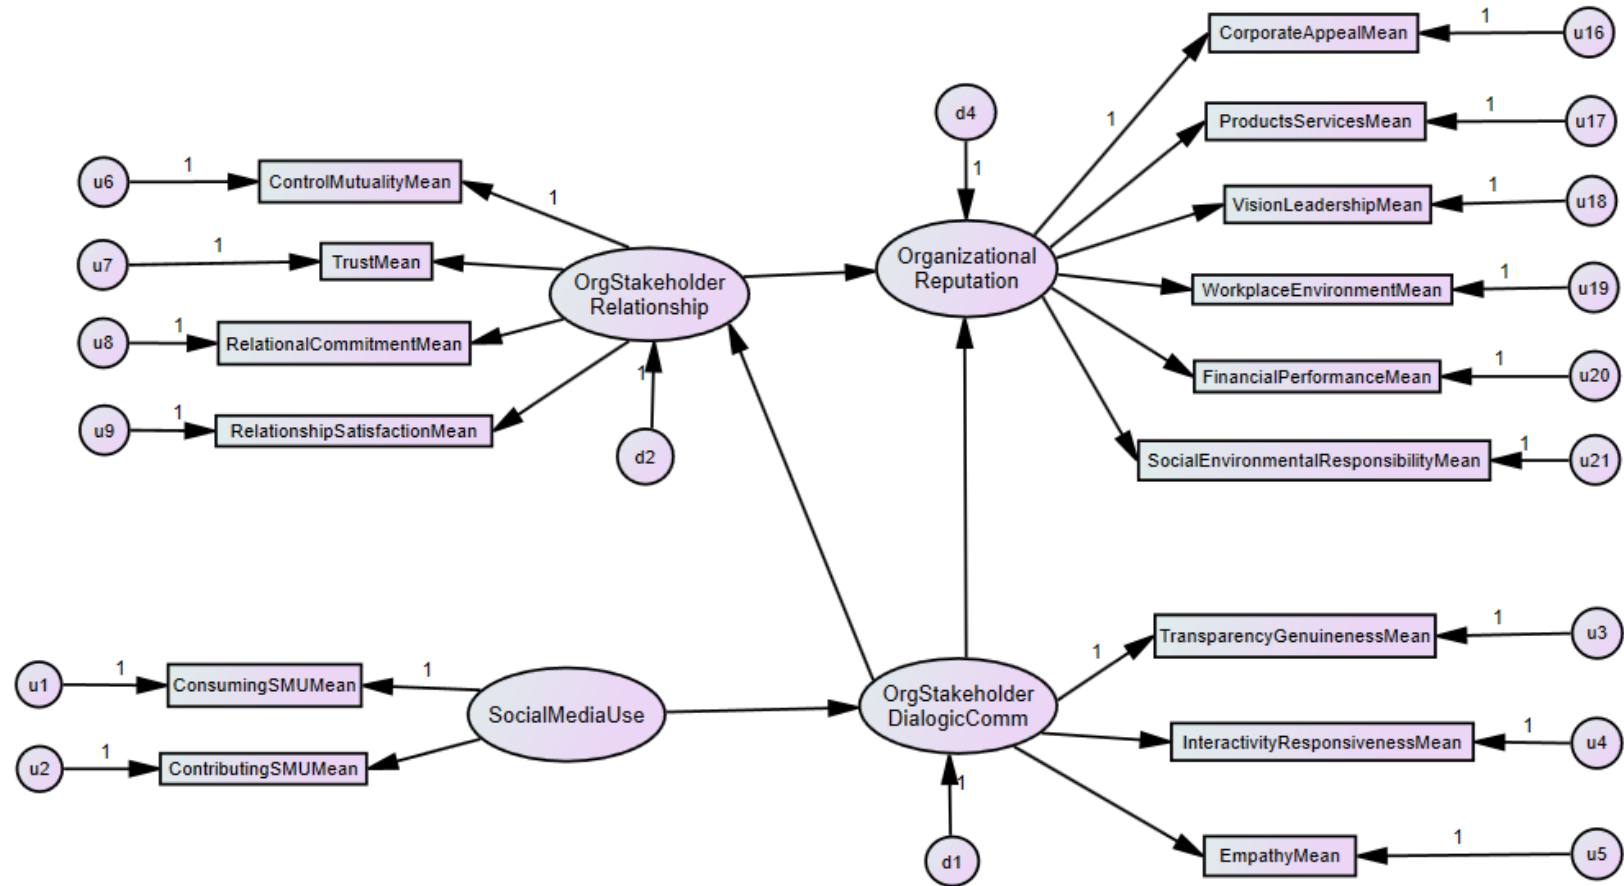 1
CorporateAppealMean
u16
d4
1
1
ProductsServicesMean
u17
1
u6
1
ControlMutualityMean
1
1
VisionLeadershipMean
u18
1
u7
1
TrustMean
OrgStakeholder
Relationship
Organizational
Reputation
WorkplaceEnvironmentMean
1
u19
u8
1
RelationalCommitmentMean
1
FinancialPerformanceMean
1
u20
u9
1
RelationshipSatisfactionMean
d2
SocialEnvironmentalResponsibilityMean
1
u21
TransparencyGenuinenessMean
1
u3
1
u1
1
ConsumingSMUMean
1
SocialMediaUse
OrgStakeholder
DialogicComm
InteractivityResponsivenessMean
1
u4
u2
1
ContributingSMUMean
1
d1
EmpathyMean
1
u5